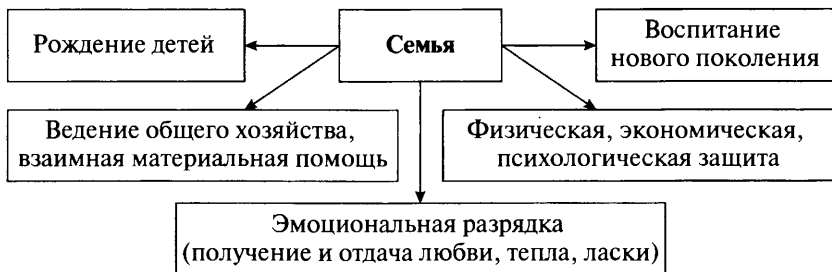 Рождение детей
Семья
Воспитание
нового поколения
Ведение общего хозяйства,
взаимная материальная помощь
Физическая, экономическая,
психологическая защита
Эмоциональная разрядка
(получение и отдача любви, тепла, ласки)